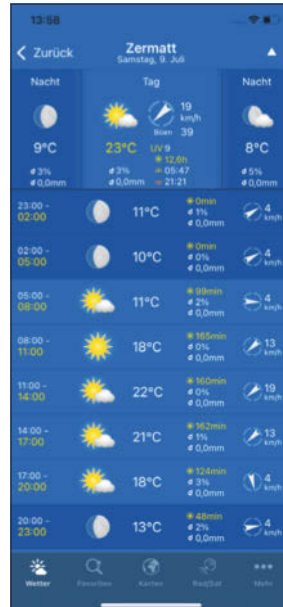 13:58
Zurück
Zermatt
Samstag, 9. Juli
Nacht
Tag
Nacht
9°C
3%
0,0mm
19
km/h
Böen 39
23°C
UV 9
12,6h
3%
05:47
0,0mm
21:21
8°C
5%
0,0mm
23:00 -
02:00
11°C
0min
1%
0,0mm
4
km/h
02:00 -
05:00
10°C
0min
0%
0,0mm
4
km/h
05:00 -
08:00
11°C
99min
2%
0,0mm
4
km/h
08:00 -
11:00
18°C
165min
0%
0,0mm
13
km/h
11:00 -
14:00
22°C
160min
0%
0,0mm
19
km/h
14:00 -
17:00
21°C
162min
1%
0,0mm
13
km/h
17:00 -
20:00
18°C
124min
3%
0,0mm
4
km/h
20:00 -
23:00
13°C
48min
2%
0,0mm
4
km/h
Wetter
Favoriten
Karten
Rad/Sat
Mehr